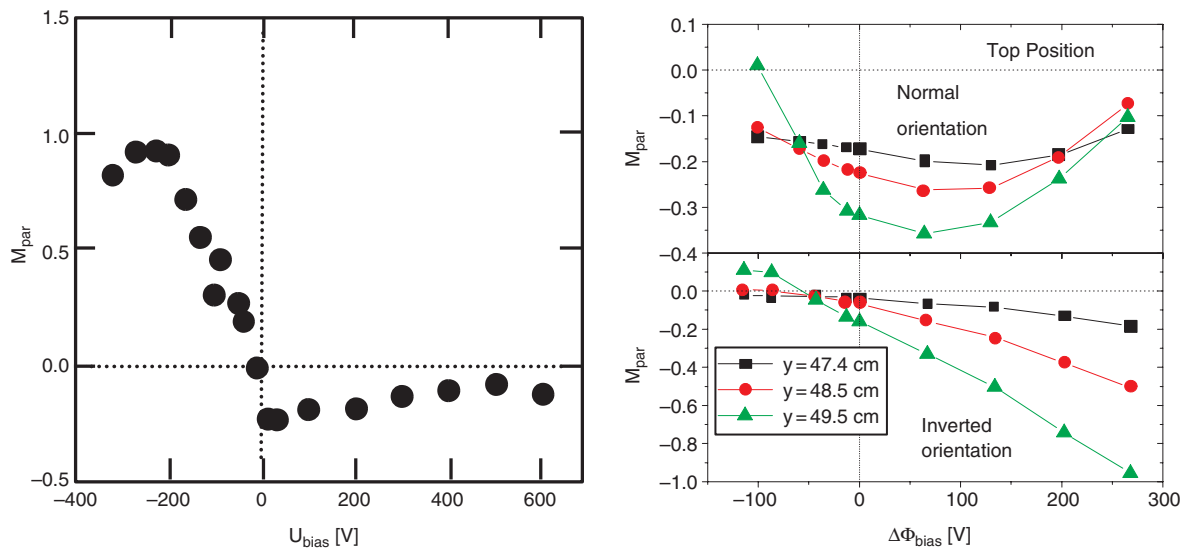 1.5
1.0
0.5
0.0
−0.5
M_par
−400
−200
0
200
400
600
U_bias [V]
0.1
0.0
−0.1
−0.2
−0.3
−0.4
M_par
Top Position
Normal
orientation
0.0
−0.2
−0.4
−0.6
−0.8
−1.0
M_par
y = 47.4 cm
y = 48.5 cm
y = 49.5 cm
Inverted
orientation
−100
0
100
200
300
ΔΦ_bias [V]